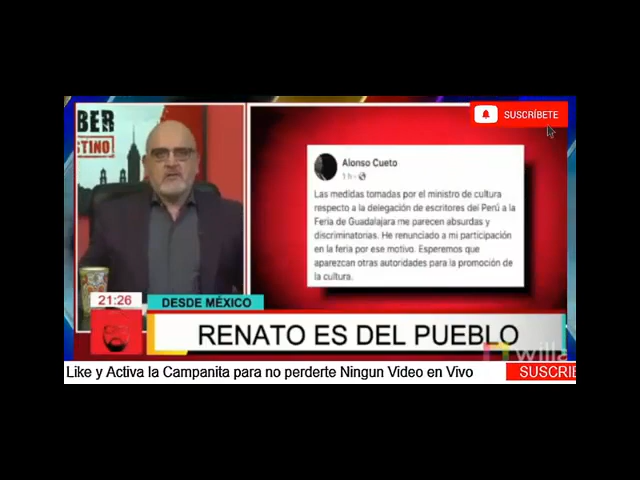 BER
STINO
SUSCRÍBETE
Alonso Cueto
1 h
Las medidas tomadas por el ministro de cultura
respecto a la delegación de escritores del Perú a la
Feria de Guadalajara me parecen absurdas y
discriminatorias. He renunciado a mi participación
en la feria por ese motivo. Esperemos que
aparezcan otras autoridades para la promoción de
la cultura.
21:26
DESDE MÉXICO
RENATO ES DEL PUEBLO
willa
Like y Activa la Campanita para no perderte Ningun Video en Vivo
SUSCRIE